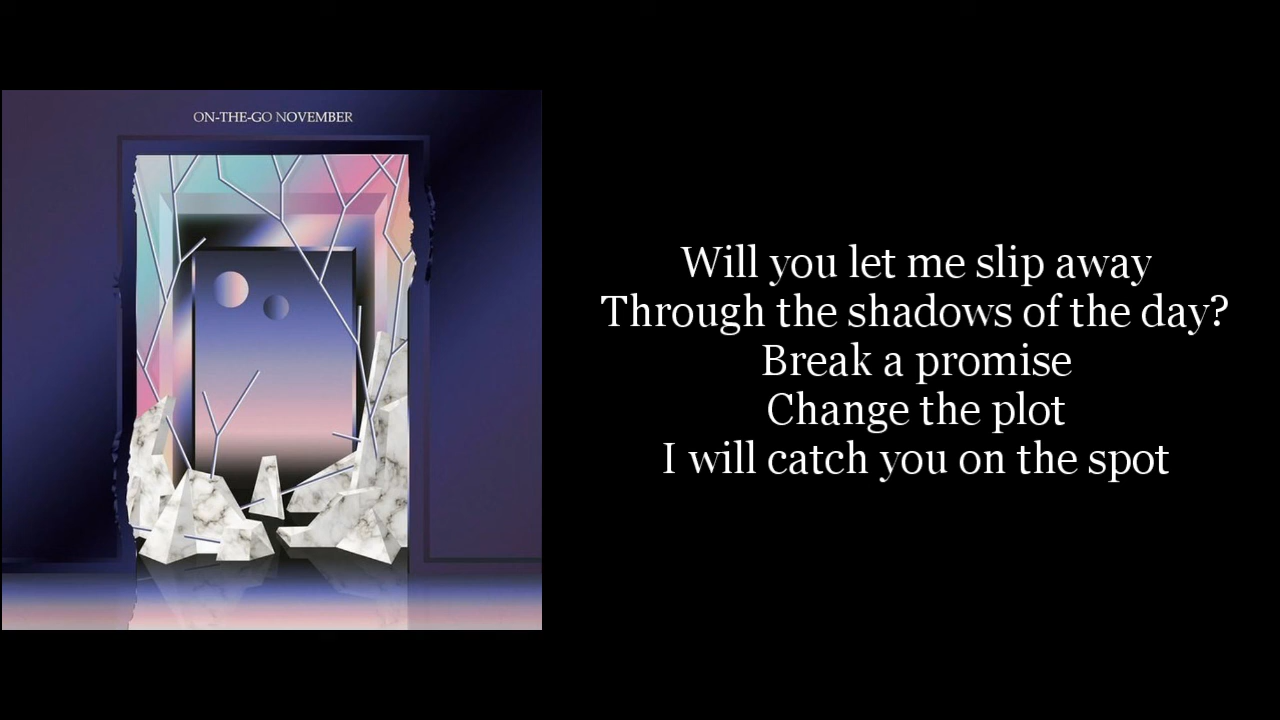 ON-THE-GO NOVEMBER
Will you let me slip away
Through the shadows of the day?
Break a promise
Change the plot
I will catch you on the spot